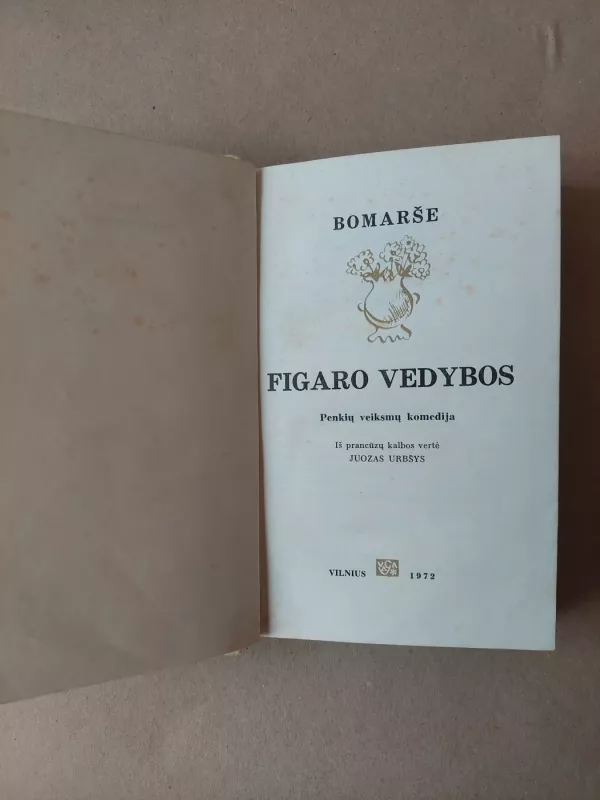 BOMARŠE
FIGARO VEDYBOS
Penkių veiksmų komedija
Iš prancūzų kalbos vertė
JUOZAS URBŠYS
VILNIUS 1972